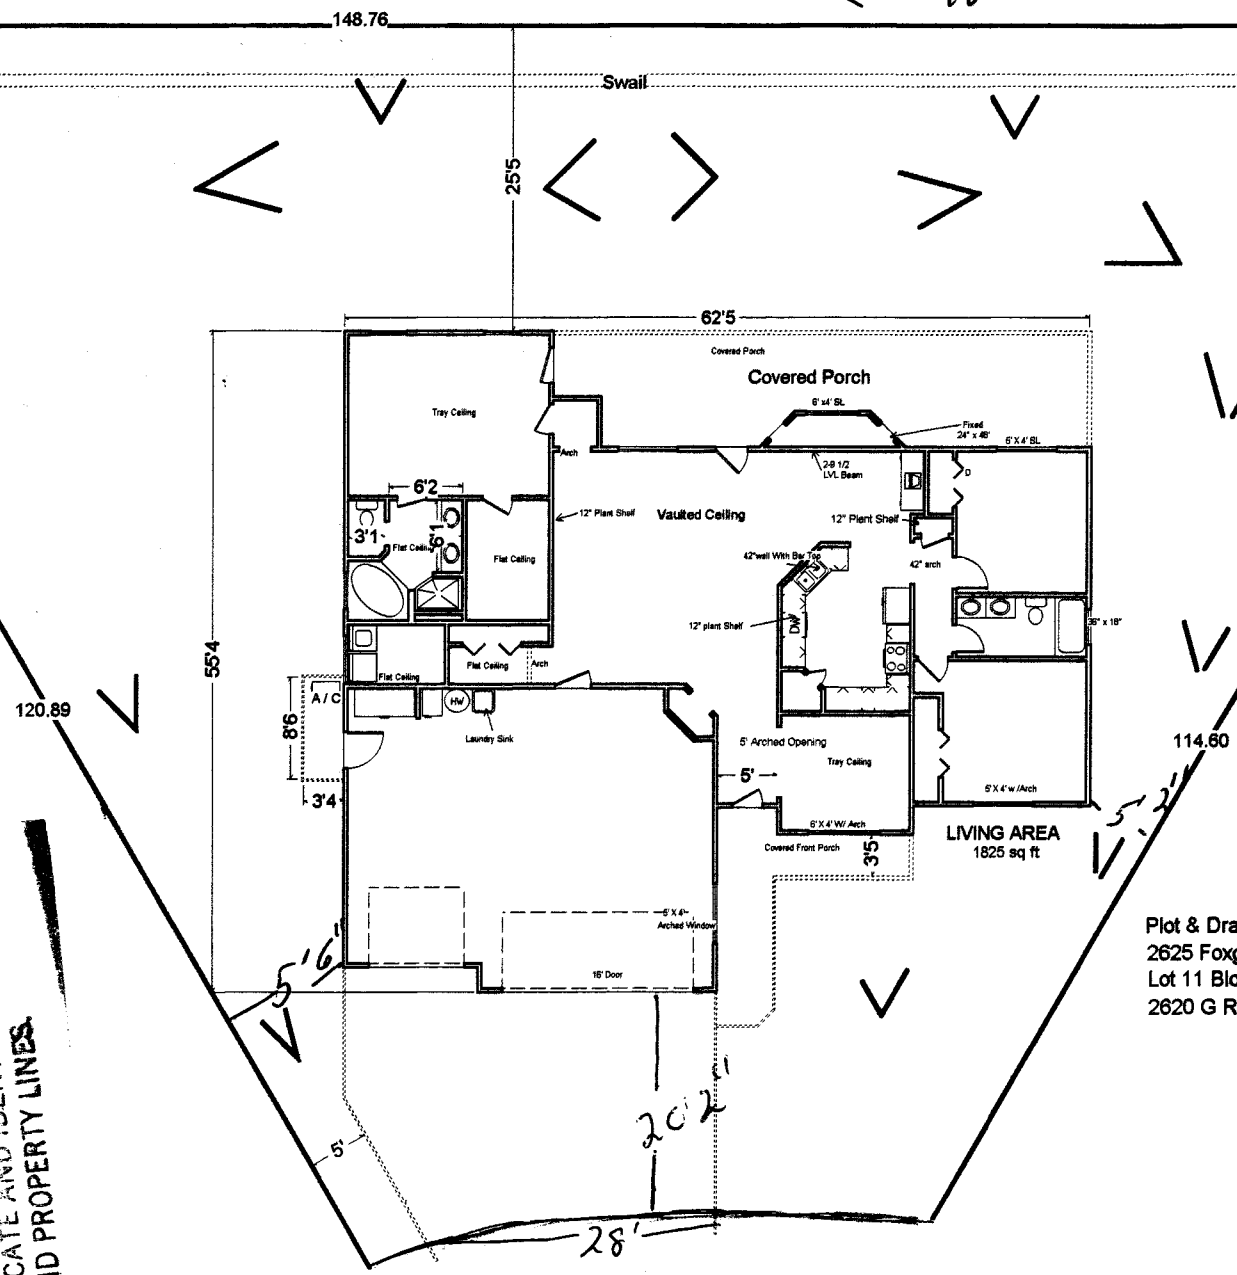 148.76
Swail
25'5
62'5
Covered Porch
Covered Porch
6' x4' SL
Fixed
24" x 48'
6' X 4' SL
Tray Ceiling
Arch
2-9 1/2
LVL Beam
D
6'2
12" Plant Shelf
Vaulted Ceiling
12" Plant Shelf
3'1
Flat Ceiling
6'1
Flat Ceiling
42"wall With Bar Top
42" arch
12" plant Shelf
DW
36" x 18"
55'4
Flat Ceiling
Arch
Flat Ceiling
120.89
A / C
HW
8'6
Laundry Sink
5' Arched Opening
Tray Ceiling
114.60
5'
3'4
5' X 4' w /Arch
5' 2"
6' X 4' W/ Arch
LIVING AREA
1825 sq ft
Covered Front Porch
3'5
5' X 4'
Arched Window
Plot & Dra
2625 Foxg
Lot 11 Blo
2620 G R
5' 6"
16' Door
20' 2"
5'
28'
CATE AND IDEN
ND PROPERTY LINES.